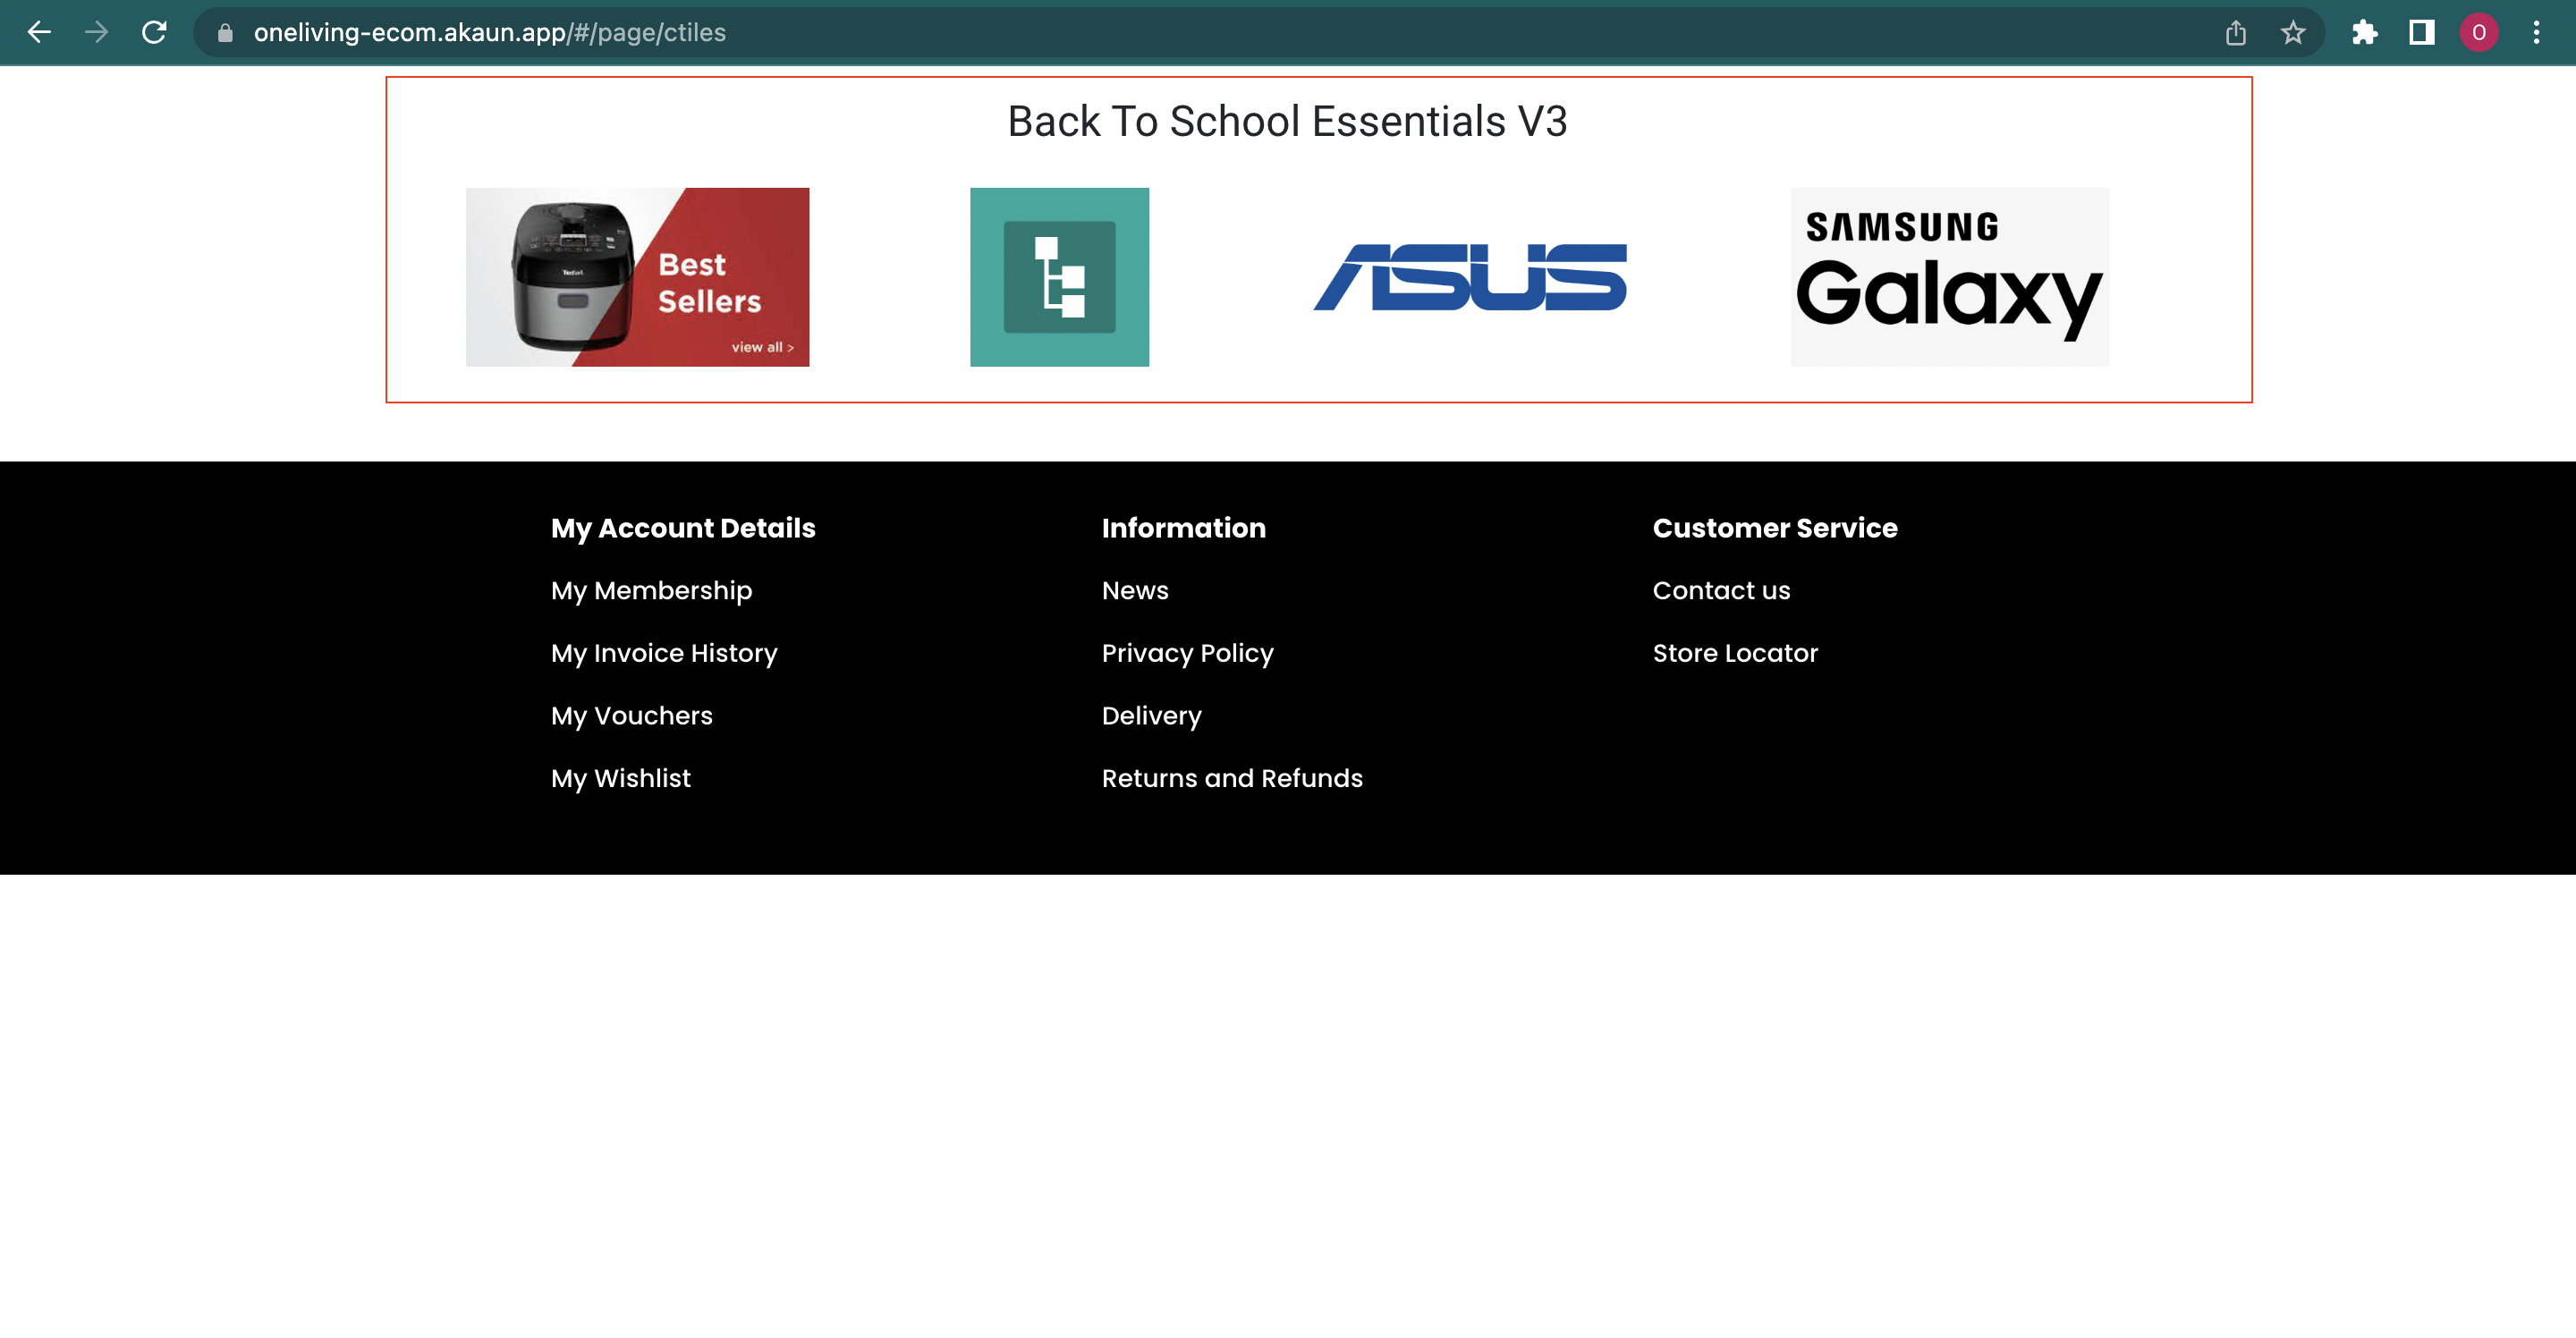 oneliving-ecom.akaun.app/#/page/ctiles
O
Back To School Essentials V3
Tefal
Best
Sellers
view all >
ASUS
SAMSUNG
Galaxy
My Account Details
My Membership
My Invoice History
My Vouchers
My Wishlist
Information
News
Privacy Policy
Delivery
Returns and Refunds
Customer Service
Contact us
Store Locator